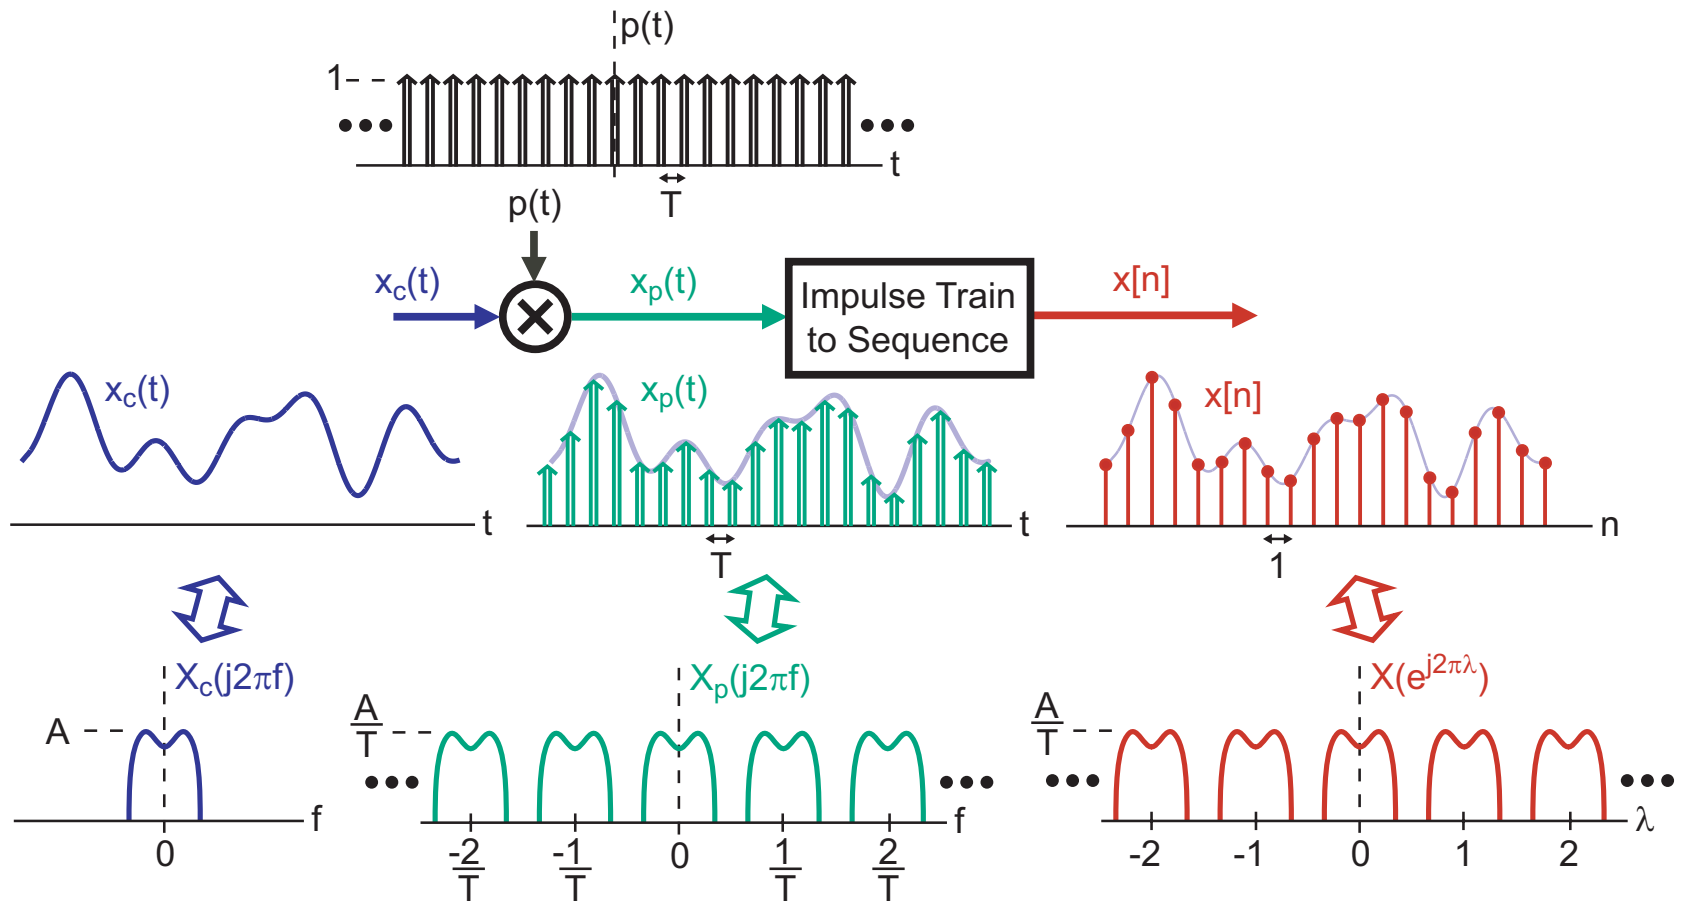 p(t)
1
t
T
p(t)
x_c(t)
x_p(t)
Impulse Train
to Sequence
x[n]
x_c(t)
t
x_p(t)
t
T
x[n]
n
1
X_c(j2πf)
A
f
0
X_p(j2πf)
A/T
f
-2/T -1/T 0 1/T 2/T
X(e^{j2πλ})
A/T
λ
-2 -1 0 1 2